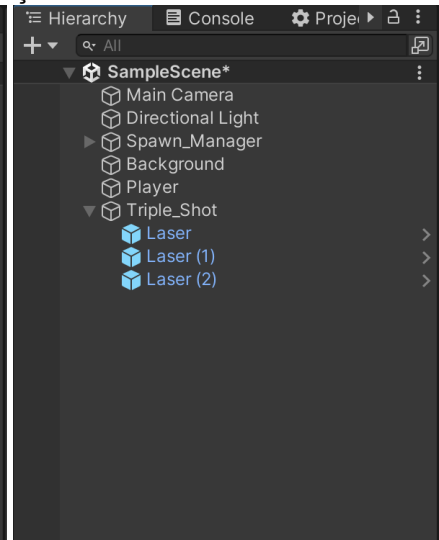 Hierarchy Console Proje
All
SampleScene*
Main Camera
Directional Light
Spawn_Manager
Background
Player
Triple_Shot
Laser
Laser (1)
Laser (2)